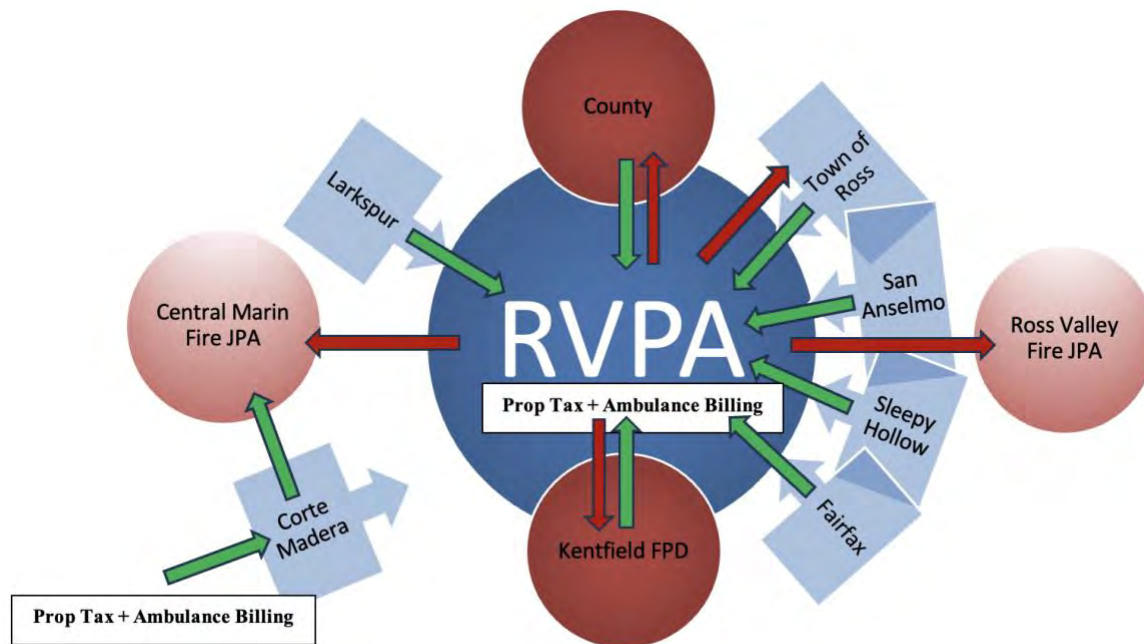 County
Larkspur
Town of
Ross
San
Anselmo
Central Marin
Fire JPA
RVPA
Ross Valley
Fire JPA
Prop Tax + Ambulance Billing
Sleepy
Hollow
Corte
Madera
Kentfield FPD
Fairfax
Prop Tax + Ambulance Billing